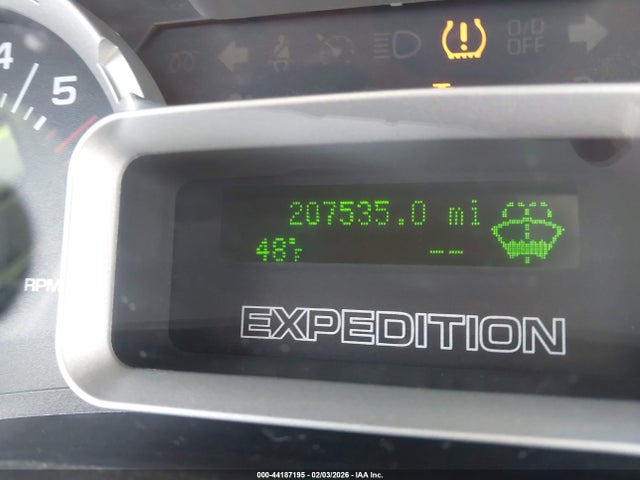 4
5
RPM
O/D
OFF
207535.0 mi
48°F
--
EXPEDITION
000-44187195 - 02/03/2026 - IAA Inc.